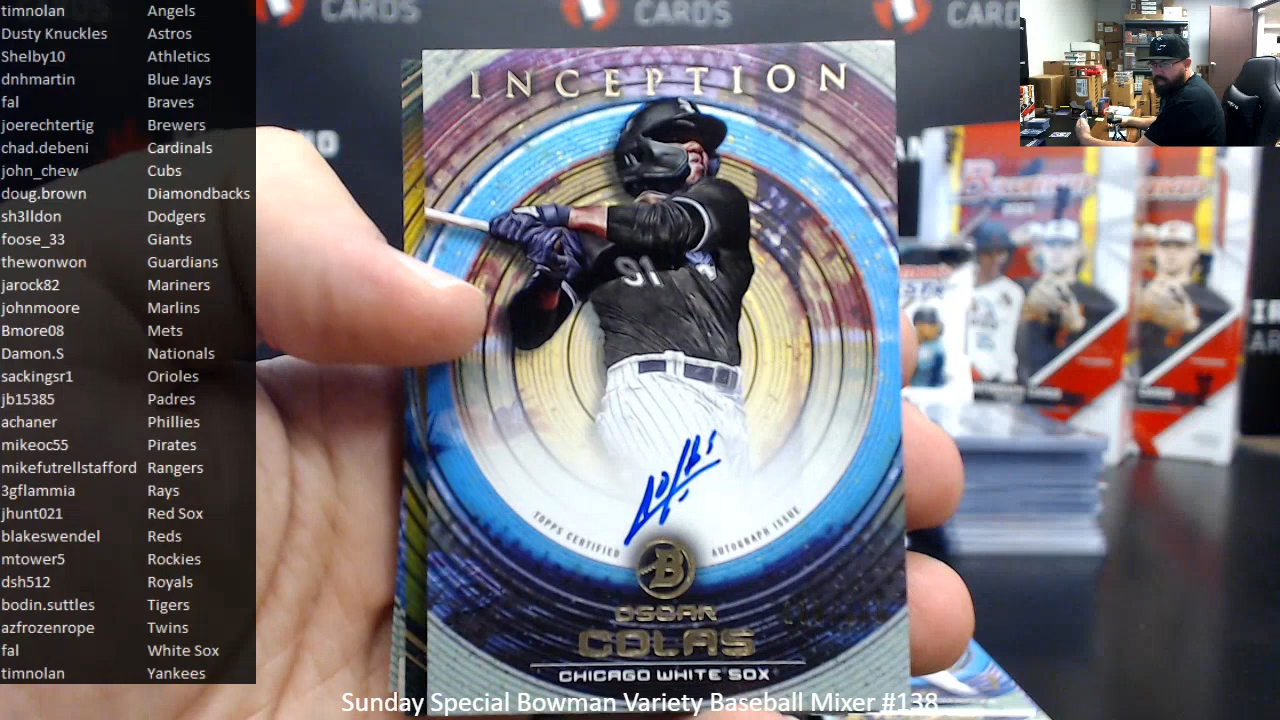 timnolan Angels
Dusty Knuckles Astros
Shelby10 Athletics
dnhmartin Blue Jays
fal Braves
joerechtertig Brewers
chad.debeni Cardinals
john_chew Cubs
doug.brown Diamondbacks
sh3lldon Dodgers
foose_33 Giants
thewonwon Guardians
jarock82 Mariners
johnmoore Marlins
Bmore08 Mets
Damon.S Nationals
sackingsr1 Orioles
jb15385 Padres
achaner Phillies
mikeoc55 Pirates
mikefutrellstafford Rangers
3gflammia Rays
jhunt021 Red Sox
blakeswendel Reds
mtower5 Rockies
dsh512 Royals
bodin.suttles Tigers
azfrozenrope Twins
fal White Sox
timnolan Yankees
CARDS
CARDS
CARDS
INCEPTION
91
TOPPS CERTIFIED AUTOGRAPH ISSUE
B
OSCAR
COLAS
CHICAGO WHITE SOX
Sunday Special Bowman Variety Baseball Mixer #138